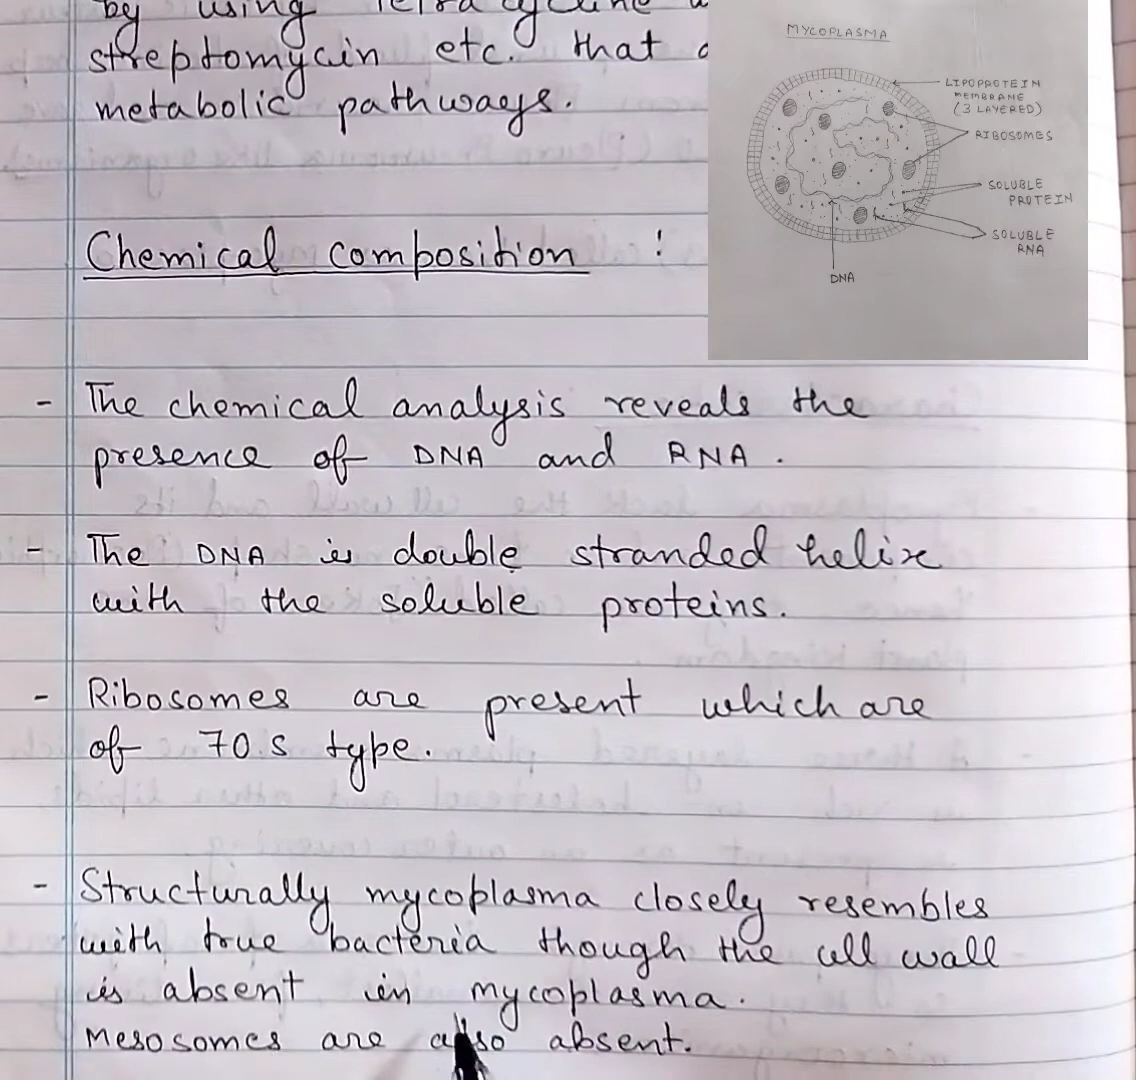 by using Tetracycline
streptomycin etc. that
metabolic pathways.
Chemical composition :
- The chemical analysis reveals the
presence of DNA and RNA.
- The DNA is double stranded helix
with the soluble proteins.
- Ribosomes are present which are
of 70.S type.
- Structurally mycoplasma closely resembles
with true bacteria though the cell wall
is absent in mycoplasma.
Mesosomes are also absent.
MYCOPLASMA
LIPOPROTEIN
MEMBRANE
(3 LAYERED)
RIBOSOMES
SOLUBLE
PROTEIN
SOLUBLE
RNA
DNA